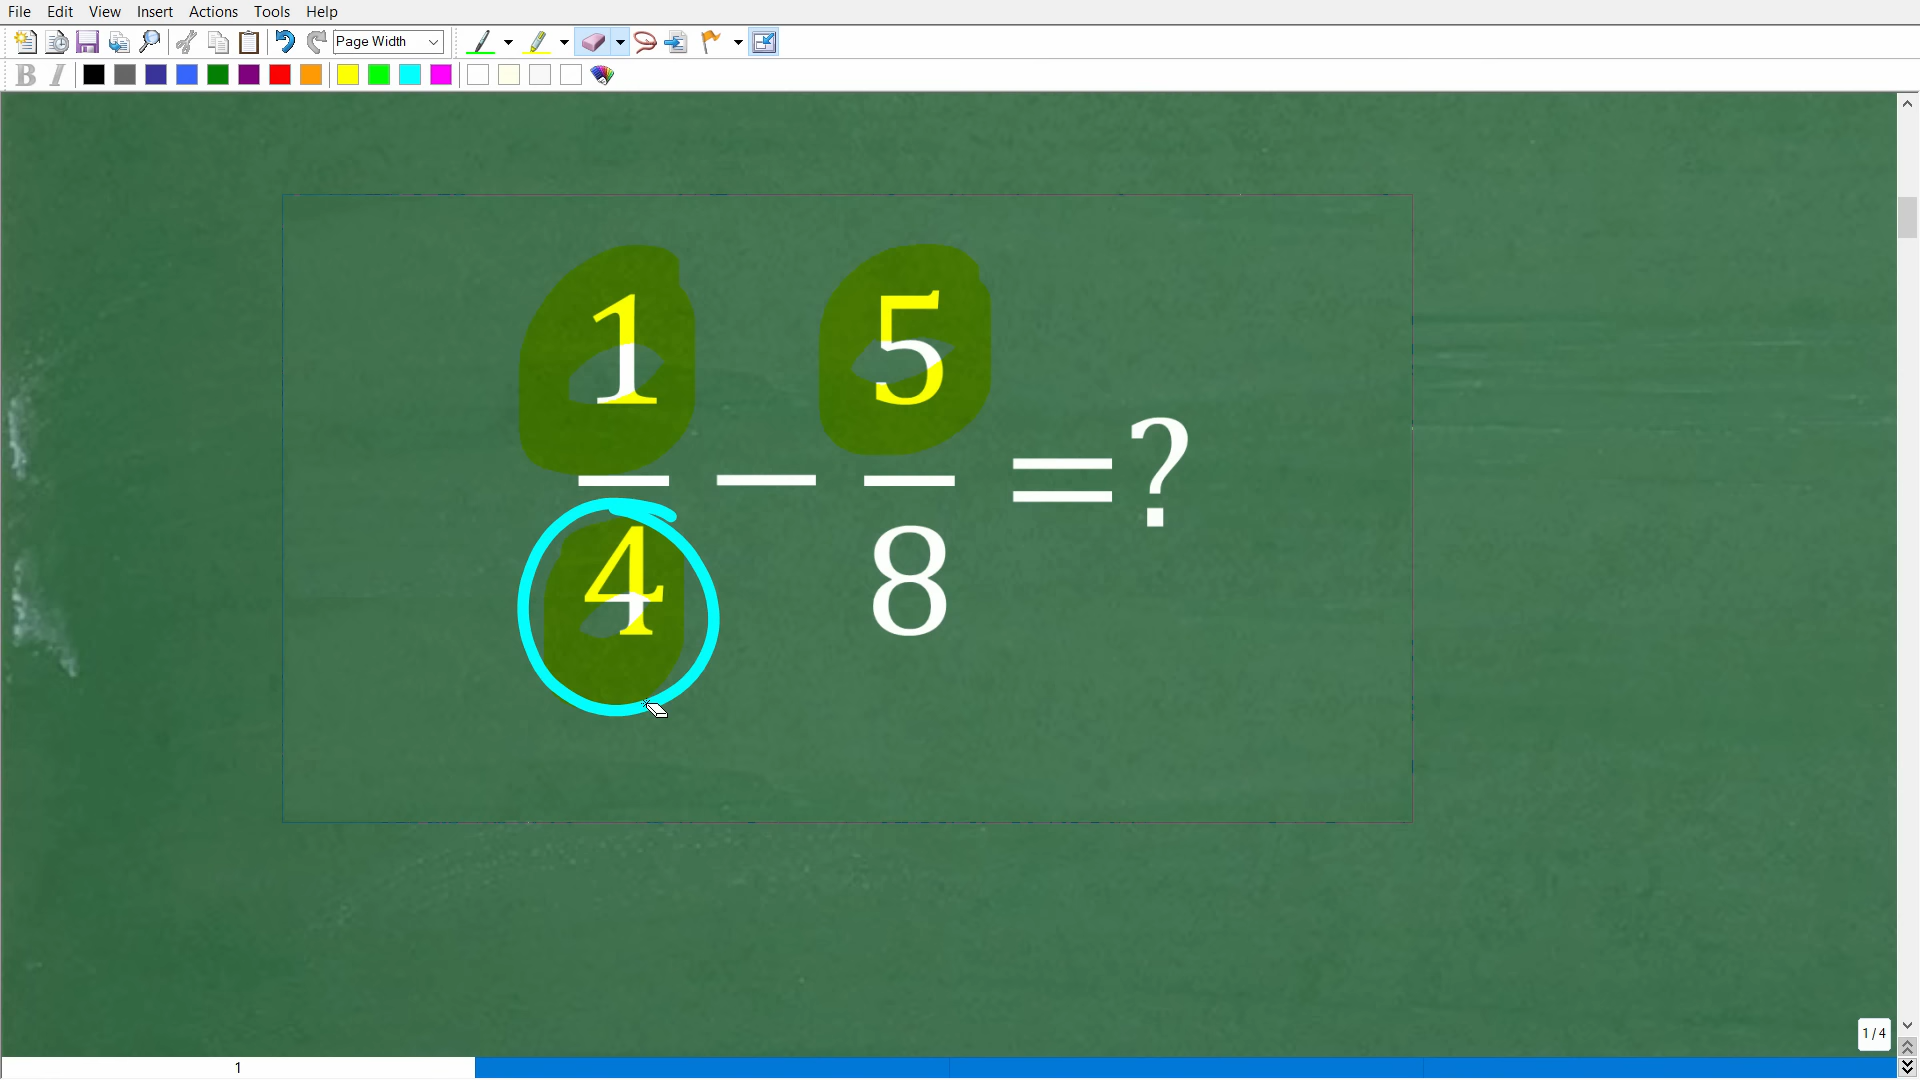 File Edit View Insert Actions Tools Help
Page Width
B I
1/4 − 5/8 =?
1 / 4
1